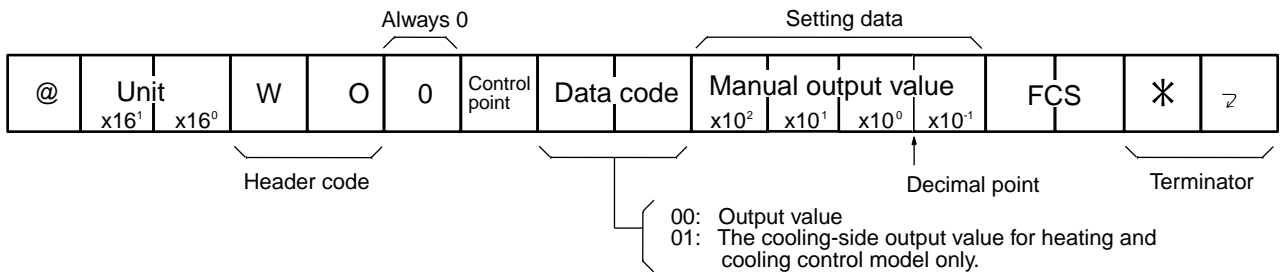 Always 0 Setting data
@ Unit x16¹ x16⁰ W O 0 Control point Data code Manual output value x10² x10¹ x10⁰ x10⁻¹ FCS * ↵
Header code Decimal point Terminator
00: Output value
01: The cooling-side output value for heating and
cooling control model only.